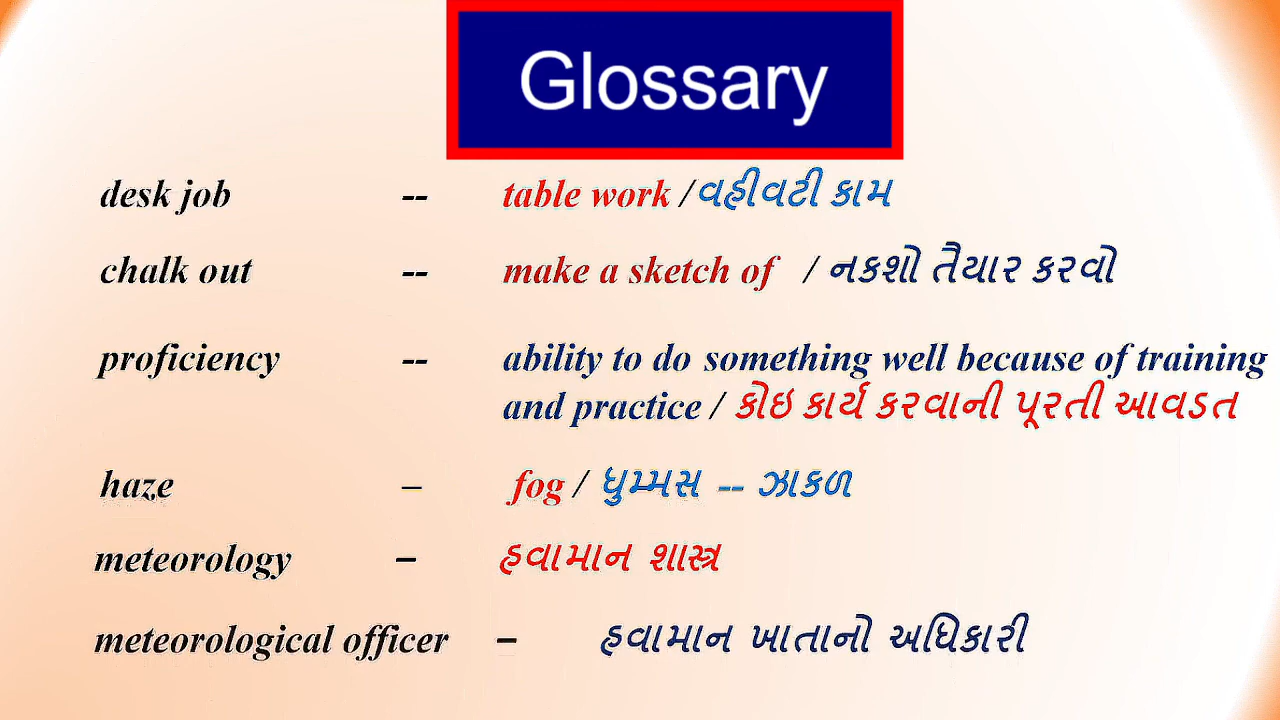 Glossary
desk job -- table work / વહીવટી કામ
chalk out -- make a sketch of / નકશો તૈયાર કરવો
proficiency -- ability to do something well because of training
and practice / કોઇ કાર્ય કરવાની પૂરતી આવડત
haze – fog / ધુમ્મસ -- ઝાકળ
meteorology – હવામાન શાસ્ત્ર
meteorological officer – હવામાન ખાતાનો અધિકારી